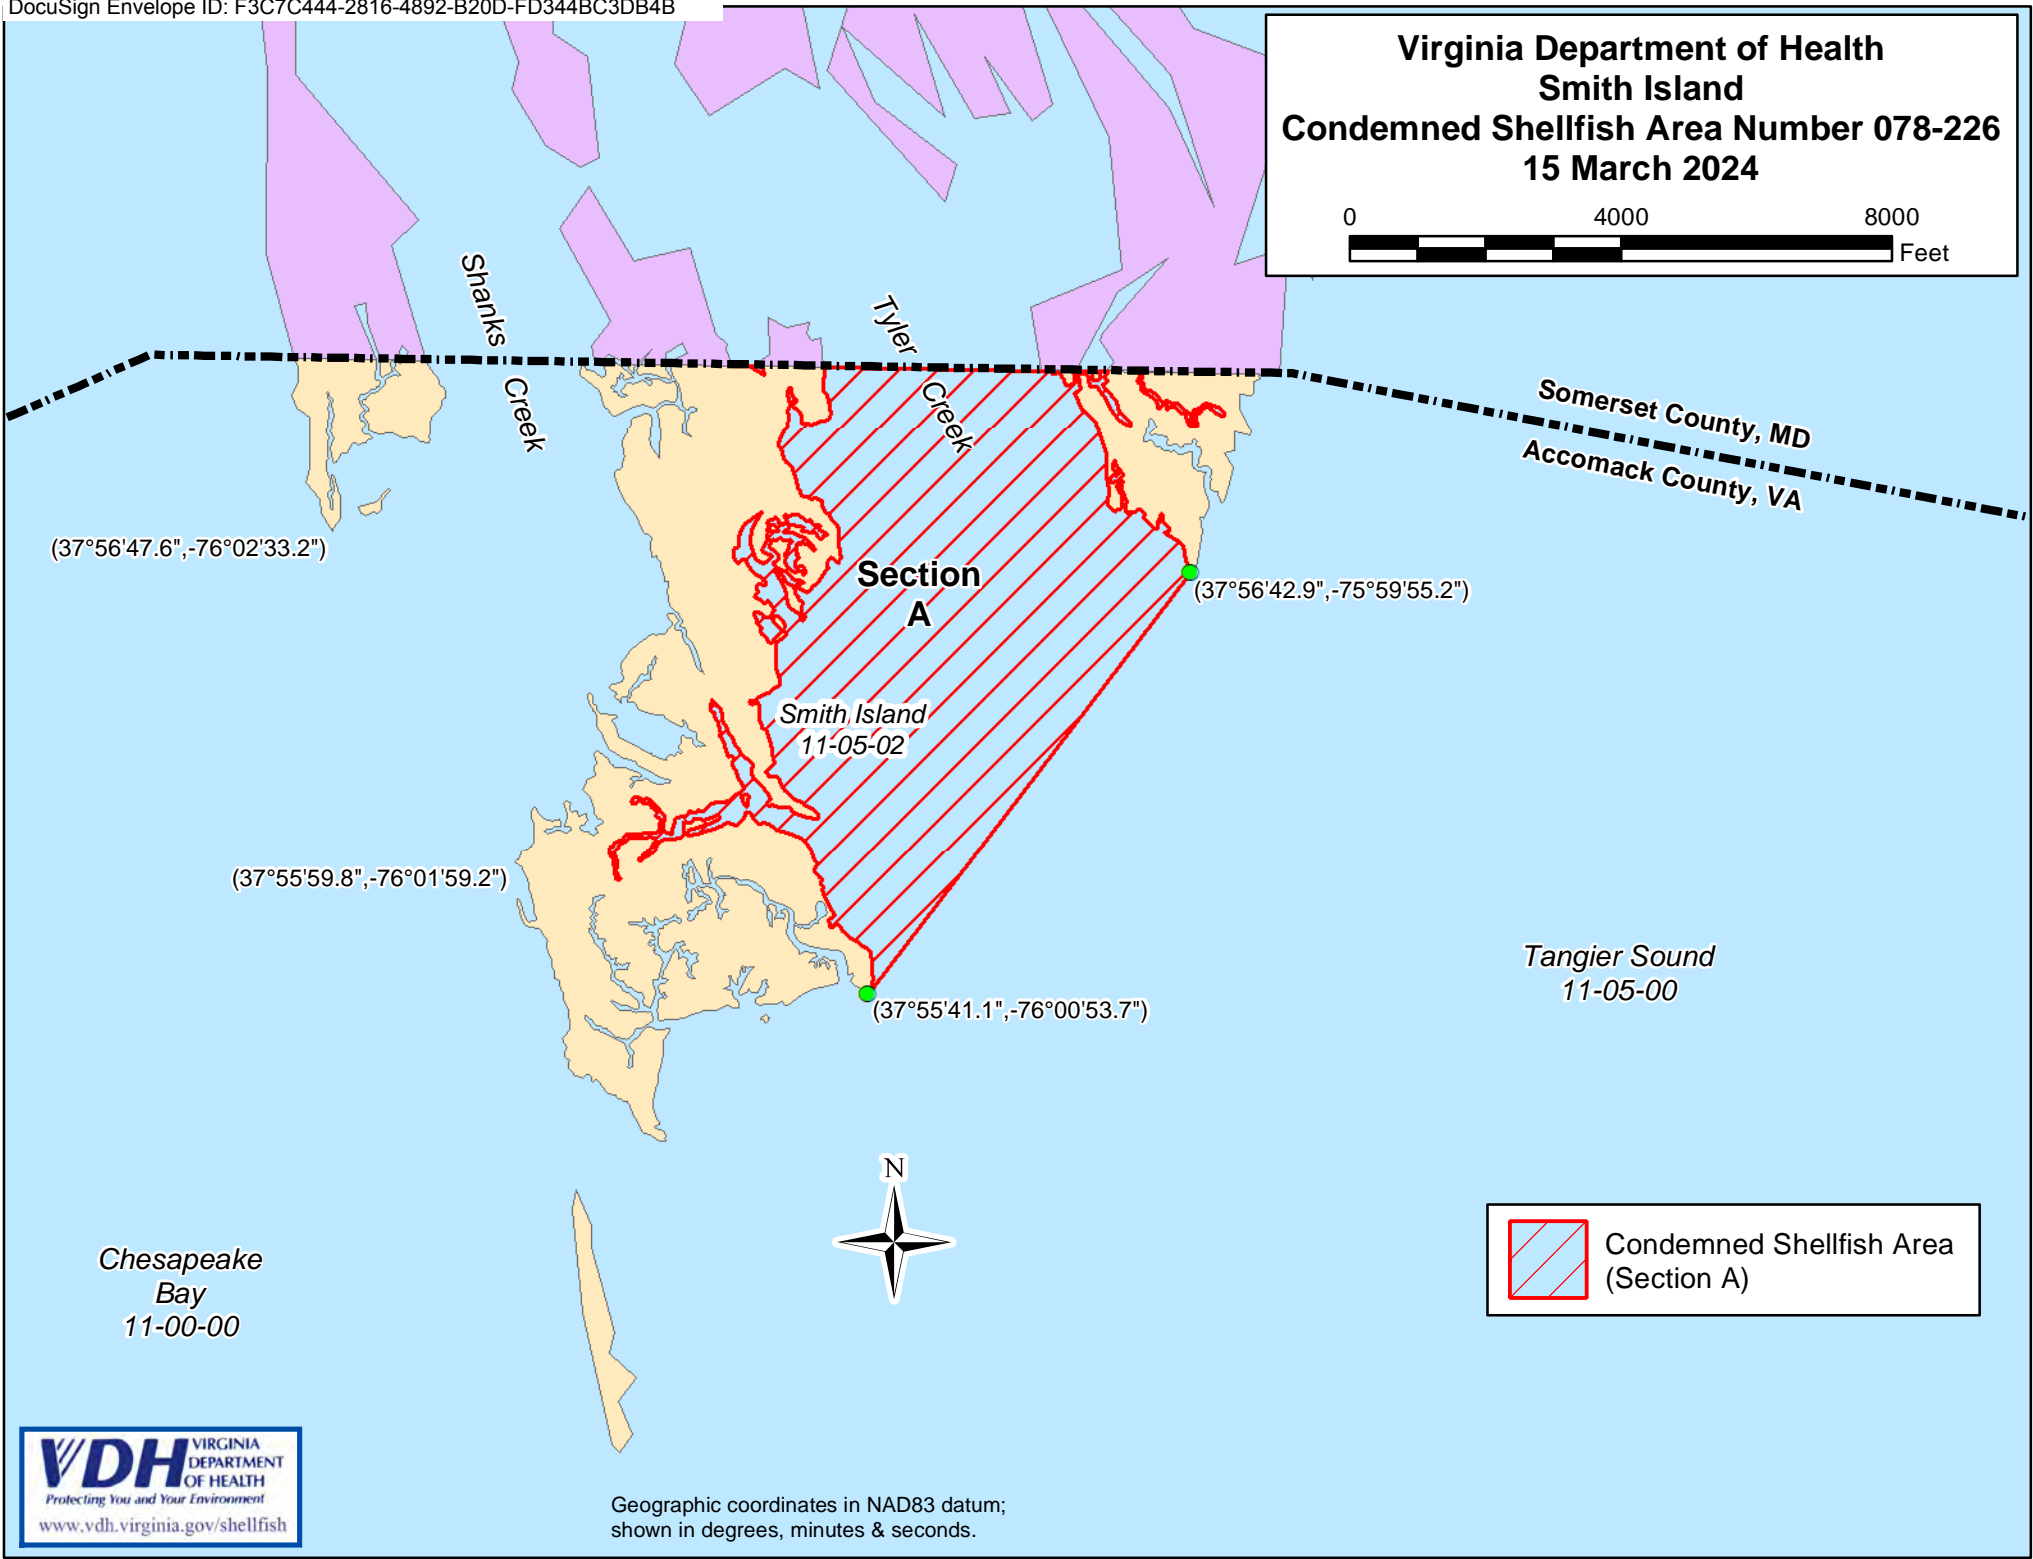 DocuSign Envelope ID: F3C7C444-2816-4892-B20D-FD344BC3DB4B
Virginia Department of Health
Smith Island
Condemned Shellfish Area Number 078-226
15 March 2024
0 4000 8000
Feet
Shanks
Creek
Tyler
Creek
Somerset County, MD
Accomack County, VA
(37°56'47.6",-76°02'33.2")
Section
A
(37°56'42.9",-75°59'55.2")
Smith Island
11-05-02
(37°55'59.8",-76°01'59.2")
Tangier Sound
11-05-00
(37°55'41.1",-76°00'53.7")
N
Chesapeake
Bay
11-00-00
Condemned Shellfish Area
(Section A)
VDH VIRGINIA
DEPARTMENT
OF HEALTH
Protecting You and Your Environment
www.vdh.virginia.gov/shellfish
Geographic coordinates in NAD83 datum;
shown in degrees, minutes & seconds.